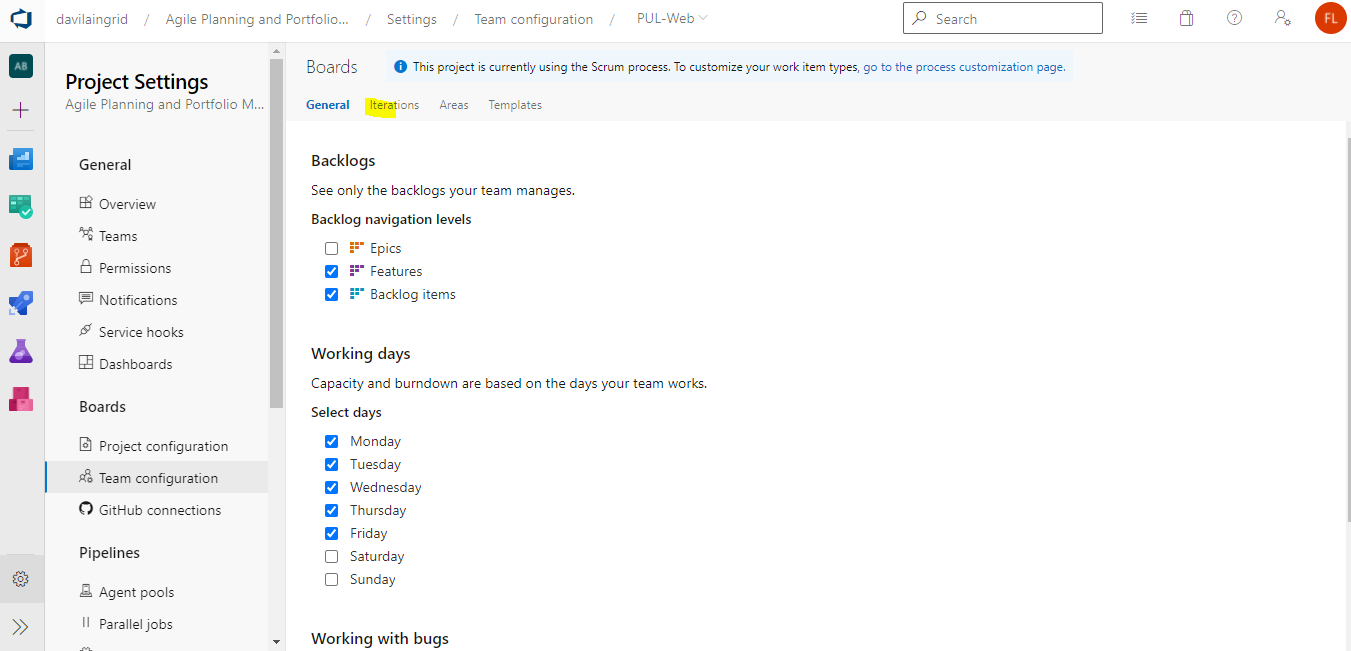 davilaingrid / Agile Planning and Portfolio... / Settings / Team configuration / PUL-Web
Search
FL
AB
Project Settings
Agile Planning and Portfolio M...
General
Overview
Teams
Permissions
Notifications
Service hooks
Dashboards
Boards
Project configuration
Team configuration
GitHub connections
Pipelines
Agent pools
Parallel jobs
Boards
This project is currently using the Scrum process. To customize your work item types, go to the process customization page.
General Iterations Areas Templates
Backlogs
See only the backlogs your team manages.
Backlog navigation levels
Epics
Features
Backlog items
Working days
Capacity and burndown are based on the days your team works.
Select days
Monday
Tuesday
Wednesday
Thursday
Friday
Saturday
Sunday
Working with bugs